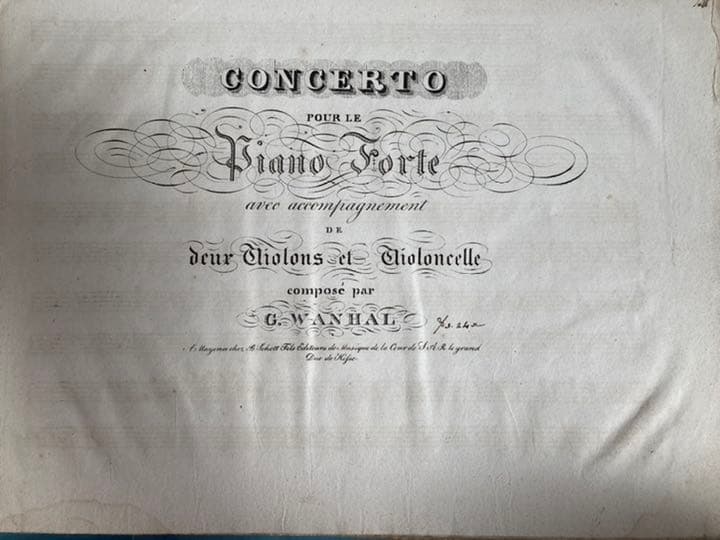 CONCERTO
POUR LE
Piano Forte
avec accompagnement
DE
deux Violons et Violoncelle
composé par
G. WANHAL
A Mayence chez B. Schott Fils Editeurs de Musique de la Cour de S. A. R. le grand
Duc de Hesse